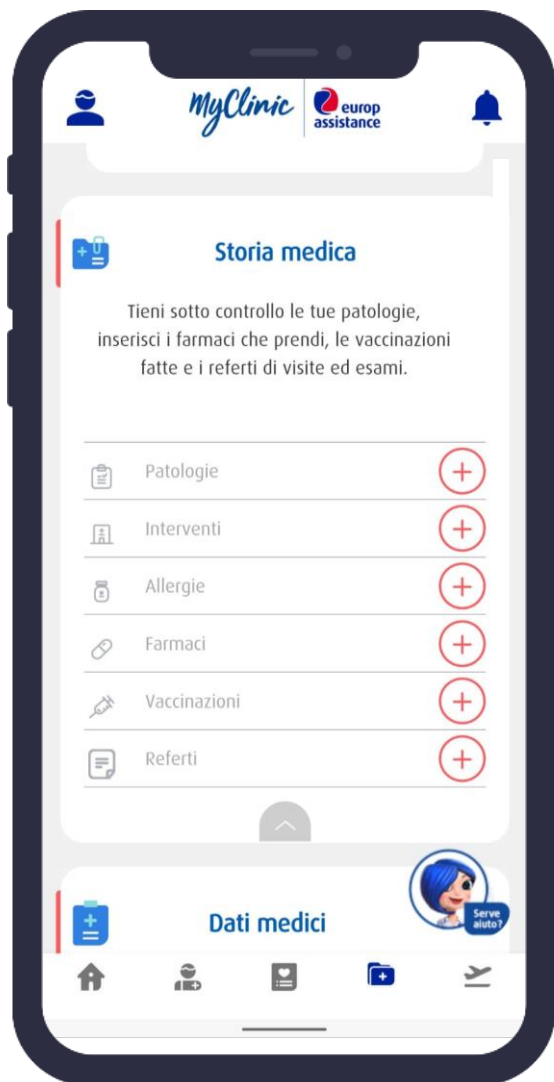 MyClinic
europ
assistance
Storia medica
Tieni sotto controllo le tue patologie,
inserisci i farmaci che prendi, le vaccinazioni
fatte e i referti di visite ed esami.
Patologie
Interventi
Allergie
Farmaci
Vaccinazioni
Referti
Dati medici
Serve
aiuto?